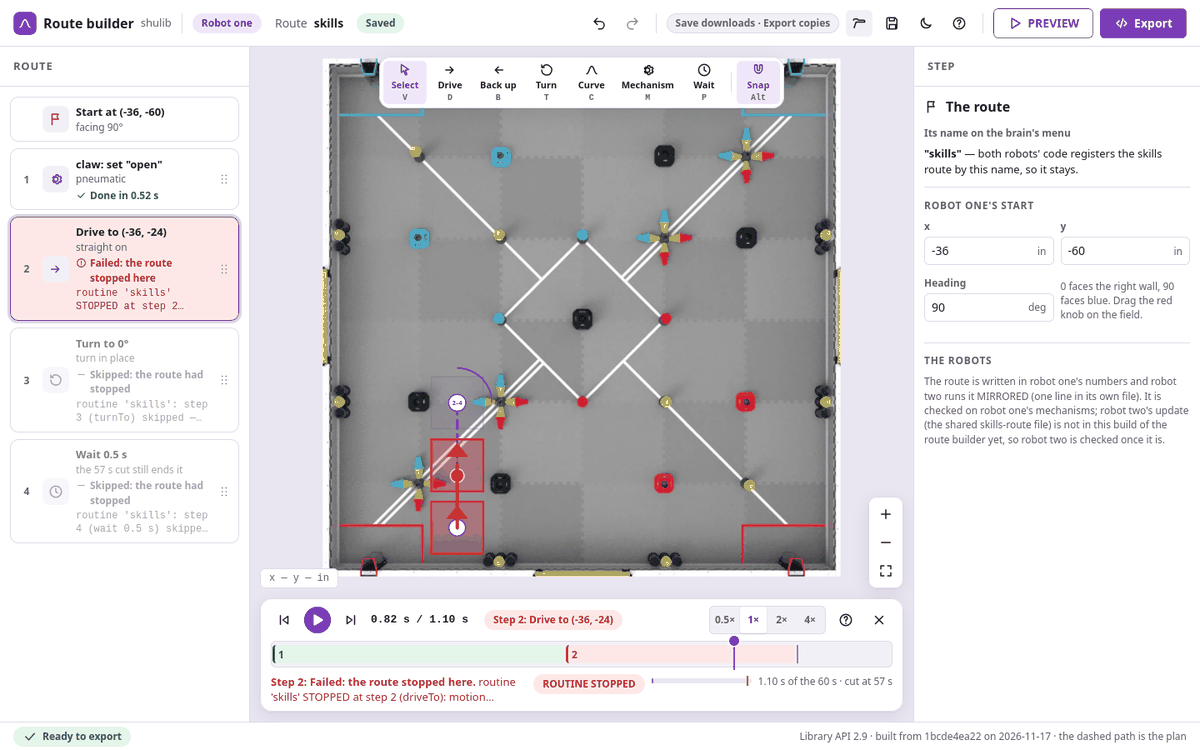 Route builder shulib Robot one Route skills Saved Save downloads · Export copies PREVIEW Export
ROUTE
Start at (-36, -60)
facing 90°
1
claw: set "open"
pneumatic
Done in 0.52 s
2
Drive to (-36, -24)
straight on
Failed: the route
stopped here
routine 'skills'
STOPPED at step 2…
3
Turn to 0°
turn in place
Skipped: the route had
stopped
routine 'skills': step
3 (turnTo) skipped —…
4
Wait 0.5 s
the 57 s cut still ends it
Skipped: the route had
stopped
routine 'skills': step
4 (wait 0.5 s) skippe…
Select Drive Back up Turn Curve Mechanism Wait Snap
V D B T C M P Alt
2-4
x — y — in
+
−
0.82 s / 1.10 s Step 2: Drive to (-36, -24) 0.5× 1× 2× 4×
1 2
Step 2: Failed: the route stopped here. routine
'skills' STOPPED at step 2 (driveTo): motion…
ROUTINE STOPPED 1.10 s of the 60 s · cut at 57 s
STEP
The route
Its name on the brain's menu
"skills" — both robots' code registers the skills
route by this name, so it stays.
ROBOT ONE'S START
x y
-36 in -60 in
Heading
90 deg
0 faces the right wall, 90
faces blue. Drag the red
knob on the field.
THE ROBOTS
The route is written in robot one's numbers and robot
two runs it MIRRORED (one line in its own file). It is
checked on robot one's mechanisms; robot two's update
(the shared skills-route file) is not in this build of the
route builder yet, so robot two is checked once it is.
Ready to export
Library API 2.9 · built from 1bcde4ea22 on 2026-11-17 · the dashed path is the plan